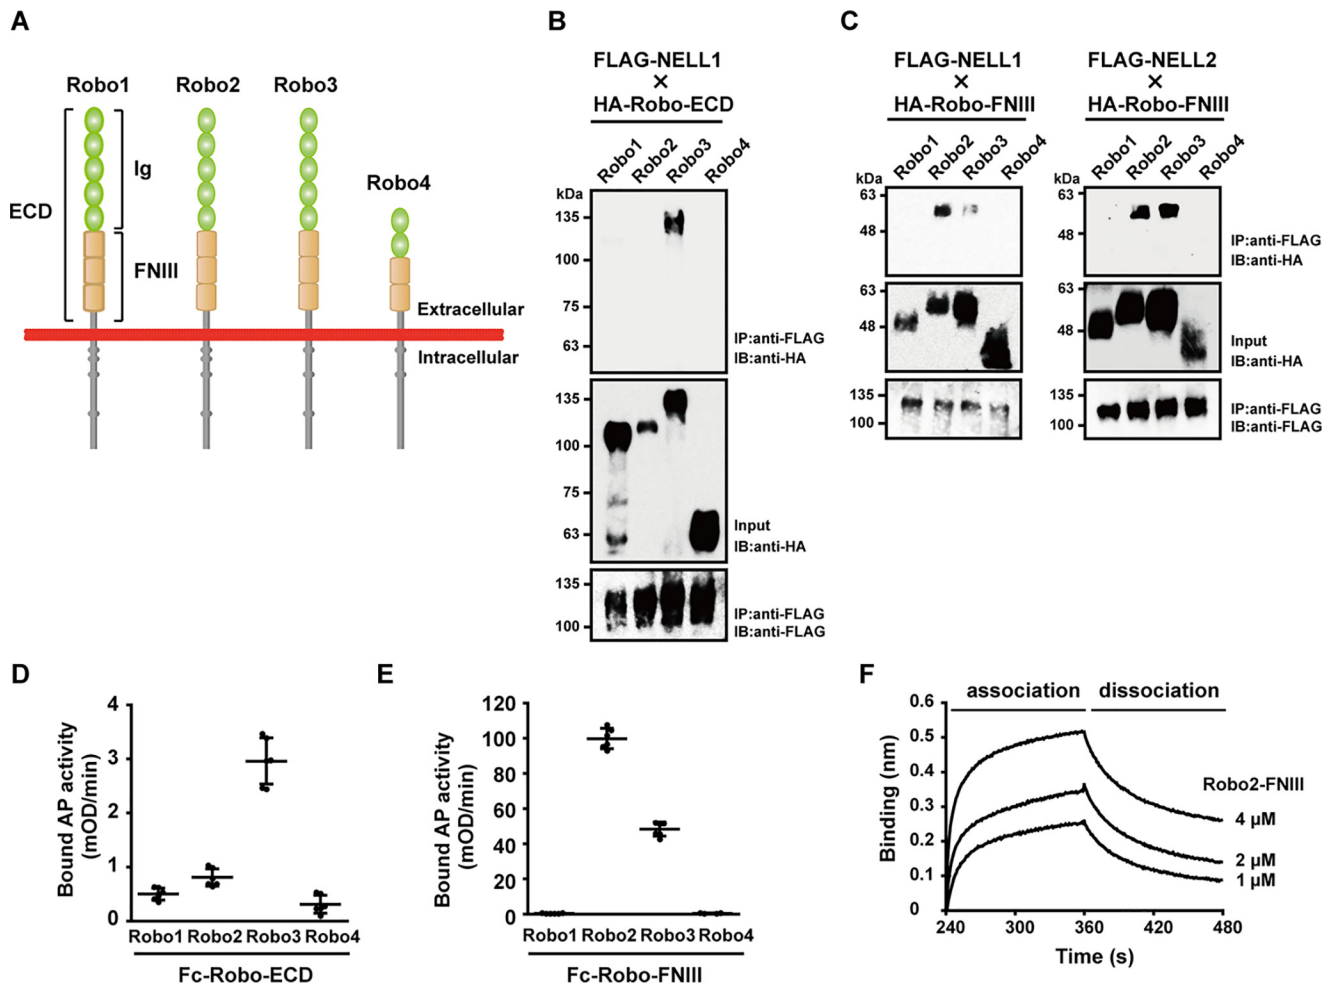 A
Robo1
Robo2
Robo3
Robo4
ECD
Ig
FNIII
Extracellular
Intracellular
B
FLAG-NELL1
×
HA-Robo-ECD
Robo1
Robo2
Robo3
Robo4
kDa
135
100
75
63
IP:anti-FLAG
IB:anti-HA
135
100
75
63
Input
IB:anti-HA
135
100
IP:anti-FLAG
IB:anti-FLAG
C
FLAG-NELL1
×
HA-Robo-FNIII
Robo1
Robo2
Robo3
Robo4
kDa
63
48
63
48
135
100
FLAG-NELL2
×
HA-Robo-FNIII
Robo1
Robo2
Robo3
Robo4
kDa
63
48
IP:anti-FLAG
IB:anti-HA
63
48
Input
IB:anti-HA
135
100
IP:anti-FLAG
IB:anti-FLAG
D
Bound AP activity
(mOD/min)
4
3
2
1
0
Robo1 Robo2 Robo3 Robo4
Fc-Robo-ECD
E
Bound AP activity
(mOD/min)
120
100
80
60
40
20
0
Robo1 Robo2 Robo3 Robo4
Fc-Robo-FNIII
F
association dissociation
Binding (nm)
0.6
0.5
0.4
0.3
0.2
0.1
0
240 300 360 420 480
Time (s)
Robo2-FNIII
4 μM
2 μM
1 μM